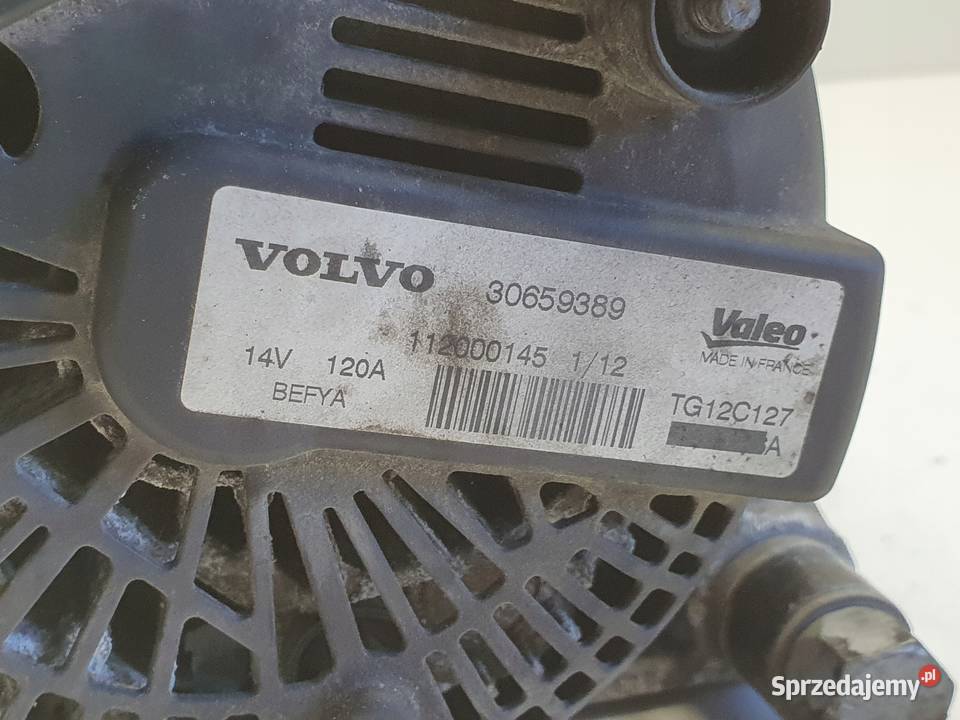 VOLVO 30659389
Valeo
MADE IN FRANCE
14V 120A 112000145 1/12
BEFYA
TG12C127
A
Sprzedajemy.pl